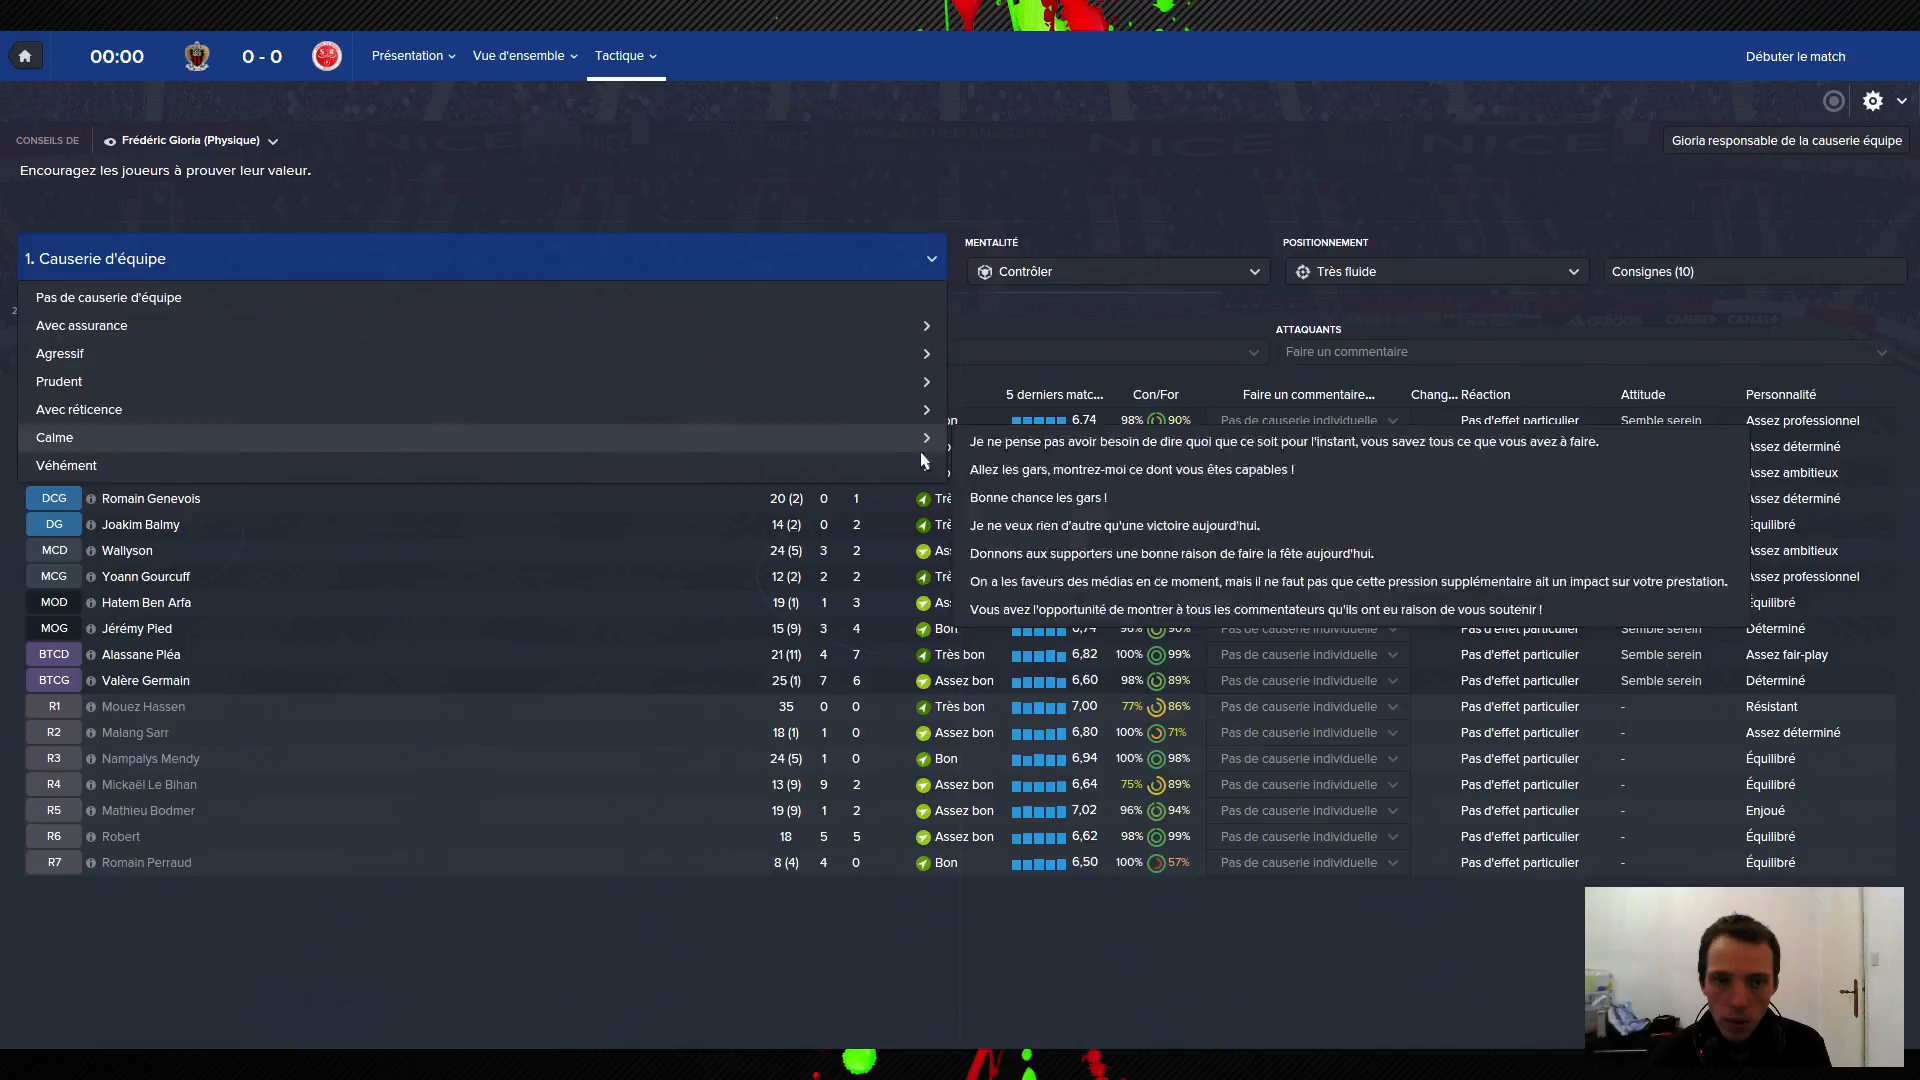 00:00 0 - 0 Présentation Vue d'ensemble Tactique Débuter le match
CONSEILS DE Frédéric Gioria (Physique) Gioria responsable de la causerie équipe
Encouragez les joueurs à prouver leur valeur.
NICE NICE NICE
MENTALITÉ POSITIONNEMENT
1. Causerie d'équipe Contrôler Très fluide Consignes (10)
Pas de causerie d'équipe
Avec assurance
ATTAQUANTS
Agressif Faire un commentaire
Prudent
5 derniers matc... Con/For Faire un commentaire... Chang... Réaction Attitude Personnalité
Avec réticence
6,74 98% 90% Pas de causerie individuelle Pas d'effet particulier Semble serein Assez professionnel
Calme Je ne pense pas avoir besoin de dire quoi que ce soit pour l'instant, vous savez tous ce que vous avez à faire. Assez déterminé
Véhément Allez les gars, montrez-moi ce dont vous êtes capables ! Assez ambitieux
DCG Romain Genevois 20 (2) 0 1 Trè Bonne chance les gars ! Assez déterminé
DG Joakim Balmy 14 (2) 0 2 Trè Je ne veux rien d'autre qu'une victoire aujourd'hui. Équilibré
MCD Wallyson 24 (5) 3 2 As Donnons aux supporters une bonne raison de faire la fête aujourd'hui. Assez ambitieux
MCG Yoann Gourcuff 12 (2) 2 2 Trè On a les faveurs des médias en ce moment, mais il ne faut pas que cette pression supplémentaire ait un impact sur votre prestation. Assez professionnel
MOD Hatem Ben Arfa 19 (1) 1 3 As Vous avez l'opportunité de montrer à tous les commentateurs qu'ils ont eu raison de vous soutenir ! Équilibré
MOG Jérémy Pied 15 (9) 3 4 Bon 6,74 98% 90% Pas de causerie individuelle Pas d'effet particulier Semble serein Déterminé
BTCD Alassane Pléa 21 (11) 4 7 Très bon 6,82 100% 99% Pas de causerie individuelle Pas d'effet particulier Semble serein Assez fair-play
BTCG Valère Germain 25 (1) 7 6 Assez bon 6,60 98% 89% Pas de causerie individuelle Pas d'effet particulier Semble serein Déterminé
R1 Mouez Hassen 35 0 0 Très bon 7,00 77% 86% Pas de causerie individuelle Pas d'effet particulier - Résistant
R2 Malang Sarr 18 (1) 1 0 Assez bon 6,80 100% 71% Pas de causerie individuelle Pas d'effet particulier - Assez déterminé
R3 Nampalys Mendy 24 (5) 1 0 Bon 6,94 100% 98% Pas de causerie individuelle Pas d'effet particulier - Équilibré
R4 Mickaël Le Bihan 13 (9) 9 2 Assez bon 6,64 75% 89% Pas de causerie individuelle Pas d'effet particulier - Équilibré
R5 Mathieu Bodmer 19 (9) 1 2 Assez bon 7,02 96% 94% Pas de causerie individuelle Pas d'effet particulier - Enjoué
R6 Robert 18 5 5 Assez bon 6,62 98% 99% Pas de causerie individuelle Pas d'effet particulier - Équilibré
R7 Romain Perraud 8 (4) 4 0 Bon 6,50 100% 57% Pas de causerie individuelle Pas d'effet particulier - Équilibré